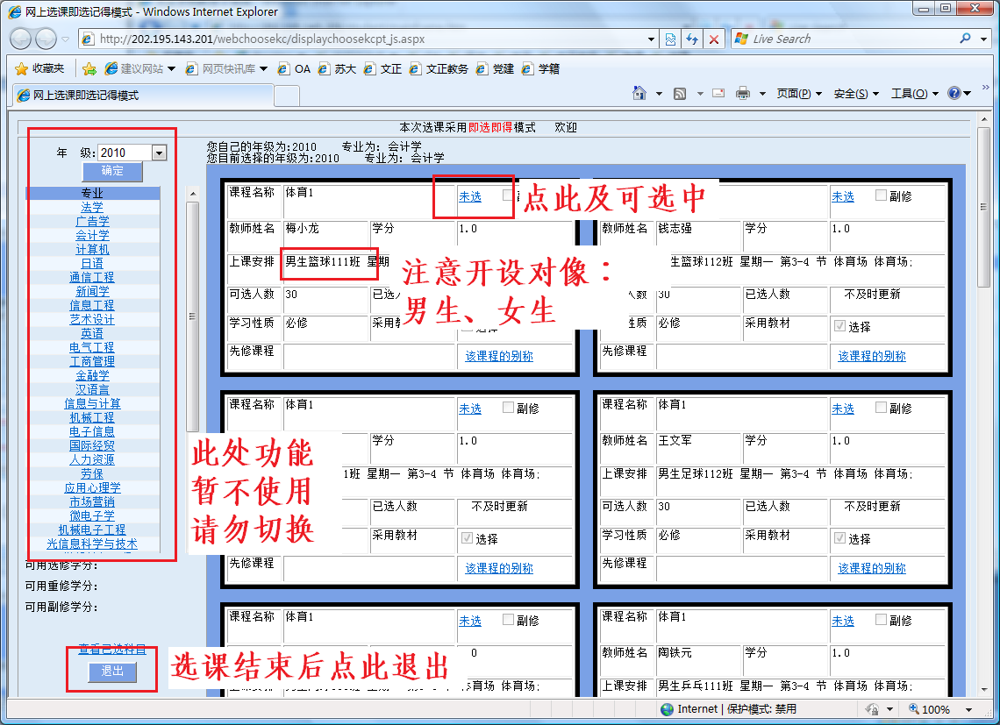 网上选课即选记得模式 - Windows Internet Explorer
http://202.195.143.201/webchoosekc/displaychoosekcpt_js.aspx
Live Search
收藏夹 建议网站 网页快讯库 OA 苏大 文正 文正教务 党建 学籍
网上选课即选记得模式
页面(P) 安全(S) 工具(O)
本次选课采用即选即得模式 欢迎
年 级: 2010
确定
专业
法学
广告学
会计学
计算机
日语
通信工程
新闻学
信息工程
艺术设计
英语
电气工程
工商管理
金融学
汉语言
信息与计算
机械工程
电子信息
国际经贸
人力资源
劳保
应用心理学
市场营销
微电子学
机械电子工程
光信息科学与技术
可用选修学分:
可用重修学分:
可用副修学分:
查看已选科目
退出
您自己的年级为:2010 专业为: 会计学
您目前选择的年级为:2010 专业为: 会计学
课程名称 体育1 未选
教师姓名 梅小龙 学分 1.0
上课安排 男生篮球111班 星期
可选人数 30 已选
学习性质 必修 采用
先修课程 该课程的别称
未选 副修
教师姓名 钱志强 学分 1.0
生篮球112班 星期一 第3-4 节 体育场 体育场;
人数 30 已选人数 不及时更新
性质 必修 采用教材 选择
先修课程 该课程的别称
课程名称 体育1 未选 副修
学分 1.0
1班 星期一 第3-4 节 体育场 体育场;
已选人数 不及时更新
采用教材 选择
先修课程 该课程的别称
课程名称 体育1 未选 副修
教师姓名 王文军 学分 1.0
上课安排 男生足球112班 星期一 第3-4 节 体育场 体育场;
可选人数 30 已选人数 不及时更新
学习性质 必修 采用教材 选择
先修课程 该课程的别称
课程名称 体育1 未选 副修
0
体育场 体育场;
课程名称 体育1 未选 副修
教师姓名 陶铁元 学分 1.0
上课安排 男生乒乓111班 星期一 第3-4 节 体育场 体育场;
点此及可选中
注意开设对像：
男生、女生
此处功能
暂不使用
请勿切换
选课结束后点此退出
Internet | 保护模式: 禁用
100%